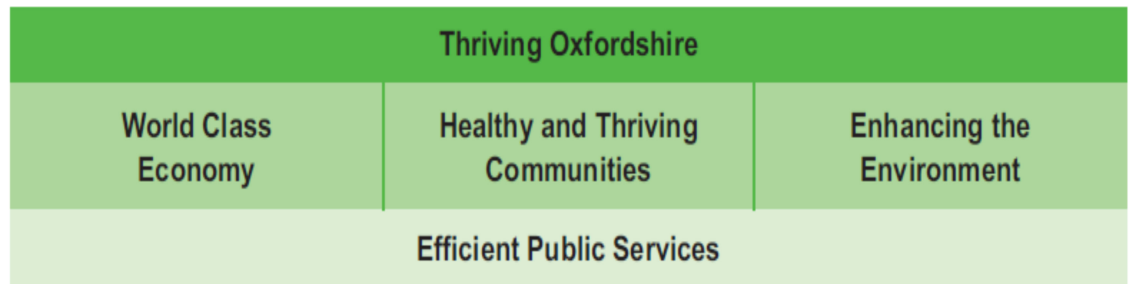 Thriving Oxfordshire
World Class
Economy
Healthy and Thriving
Communities
Enhancing the
Environment
Efficient Public Services